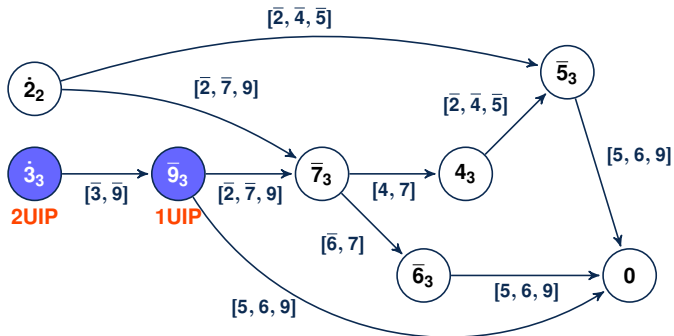 [2̅, 4̅, 5̅]
5̅₃
2̇₂
[2̅, 7̅, 9]
[2̅, 4̅, 5̅]
3̇₃
9̅₃
7̅₃
4₃
[5, 6, 9]
[3̅, 9̅]
[2̅, 7̅, 9]
[4, 7]
2UIP
1UIP
[6̅, 7]
6̅₃
0
[5, 6, 9]
[5, 6, 9]